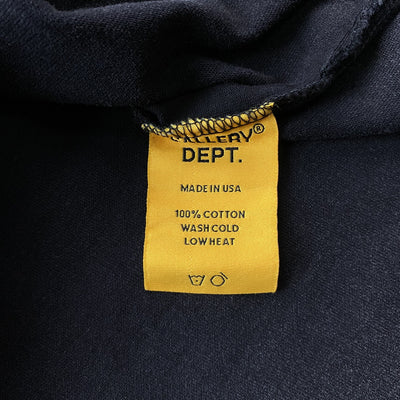 GALLERY®
DEPT.
MADE IN USA
100% COTTON
WASH COLD
LOW HEAT